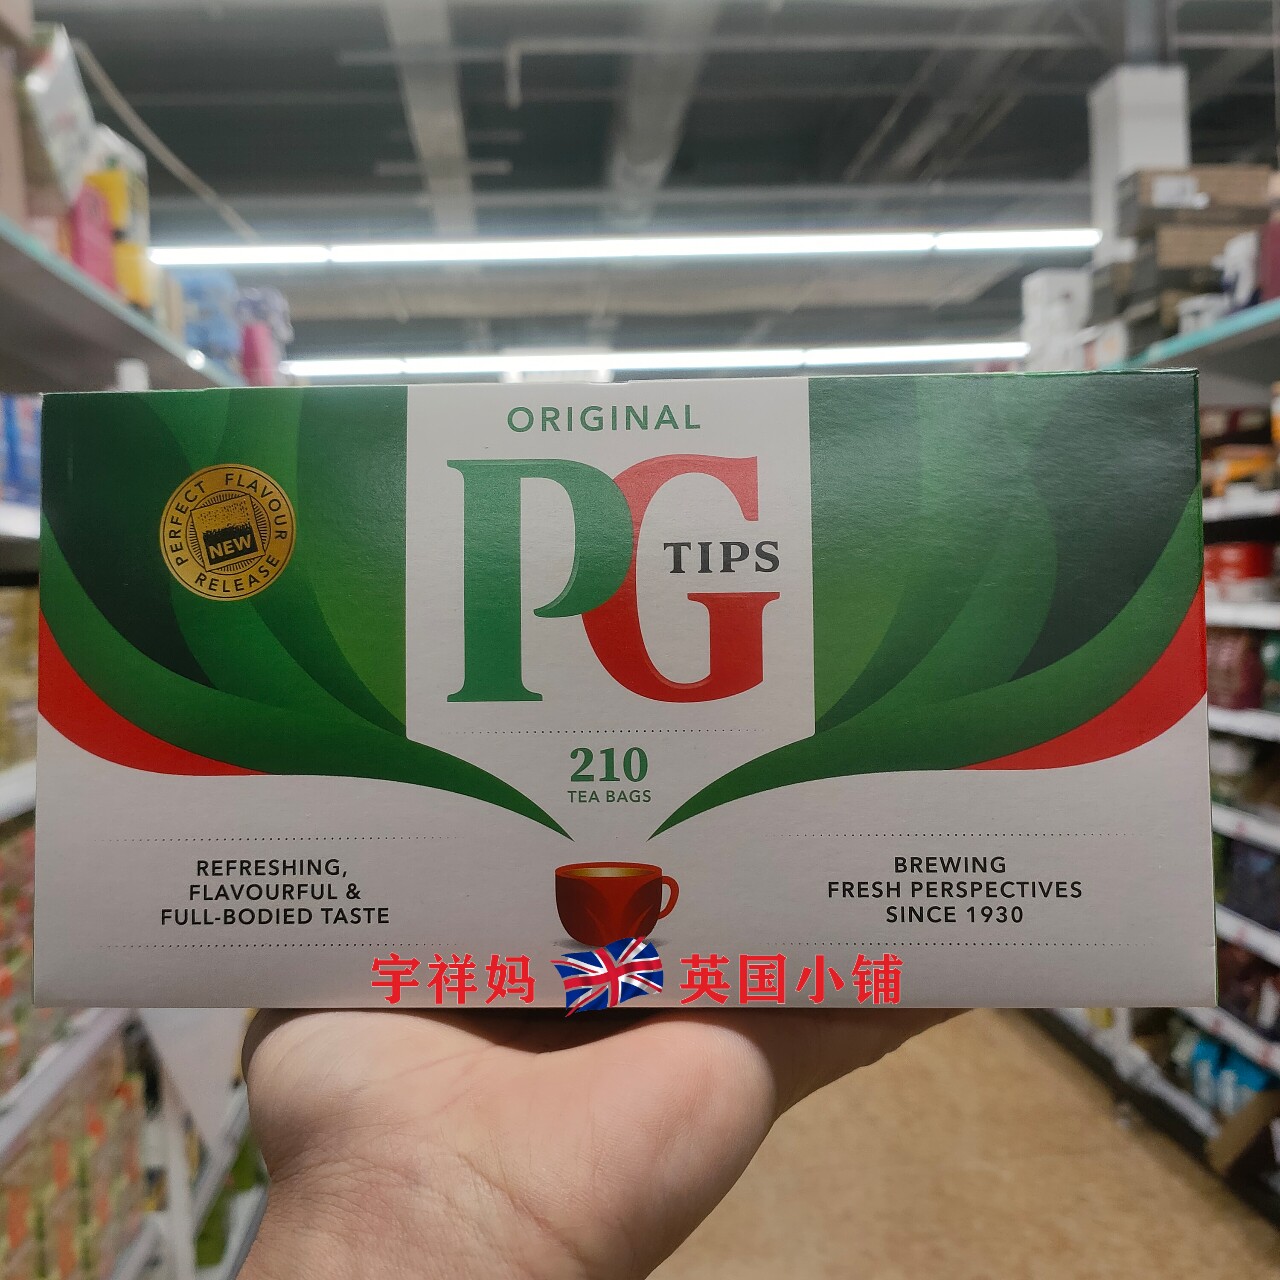 ORIGINAL
PG
TIPS
PERFECT FLAVOUR
NEW
RELEASE
210
TEA BAGS
REFRESHING,
FLAVOURFUL &
FULL-BODIED TASTE
BREWING
FRESH PERSPECTIVES
SINCE 1930
宇祥妈 英国小铺